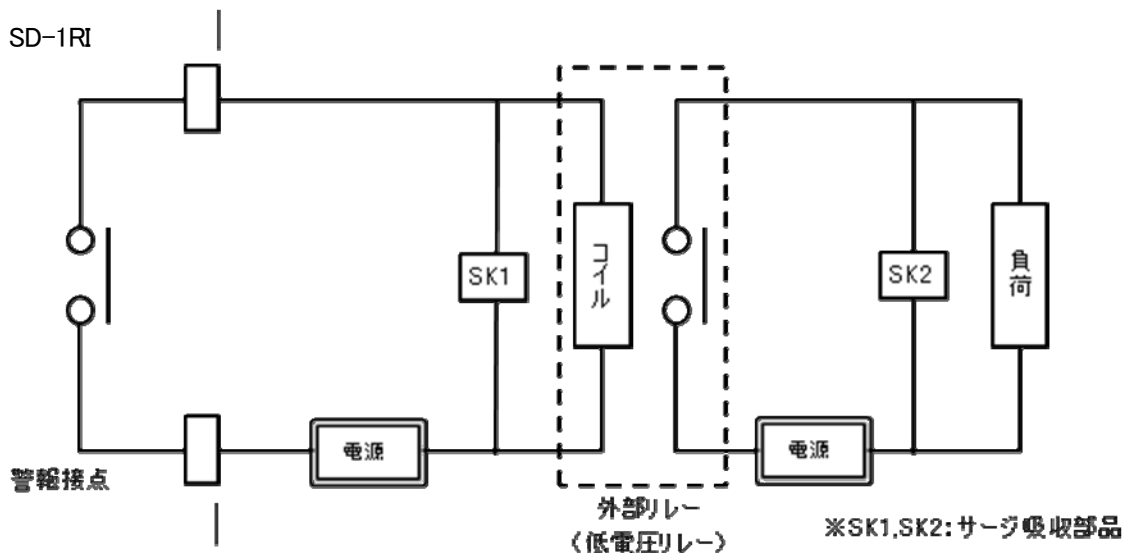 SD-1RI
SK1
コイル
SK2
負荷
電源
電源
警報接点
外部リレー
（低電圧リレー）
※SK1,SK2:サージ吸収部品